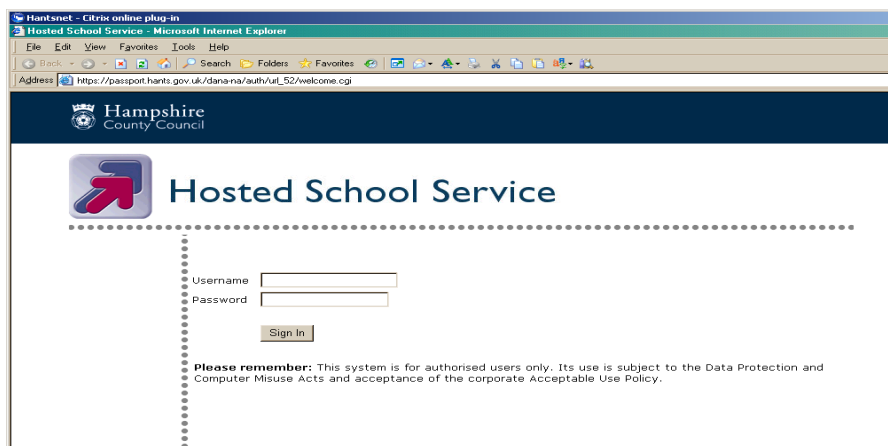 Hantsnet - Citrix online plug-in
Hosted School Service - Microsoft Internet Explorer
File Edit View Favorites Tools Help
Back Search Folders Favorites
Address https://passport.hants.gov.uk/dana-na/auth/url_52/welcome.cgi
Hampshire
County Council
Hosted School Service
Username
Password
Sign In
Please remember: This system is for authorised users only. Its use is subject to the Data Protection and
Computer Misuse Acts and acceptance of the corporate Acceptable Use Policy.